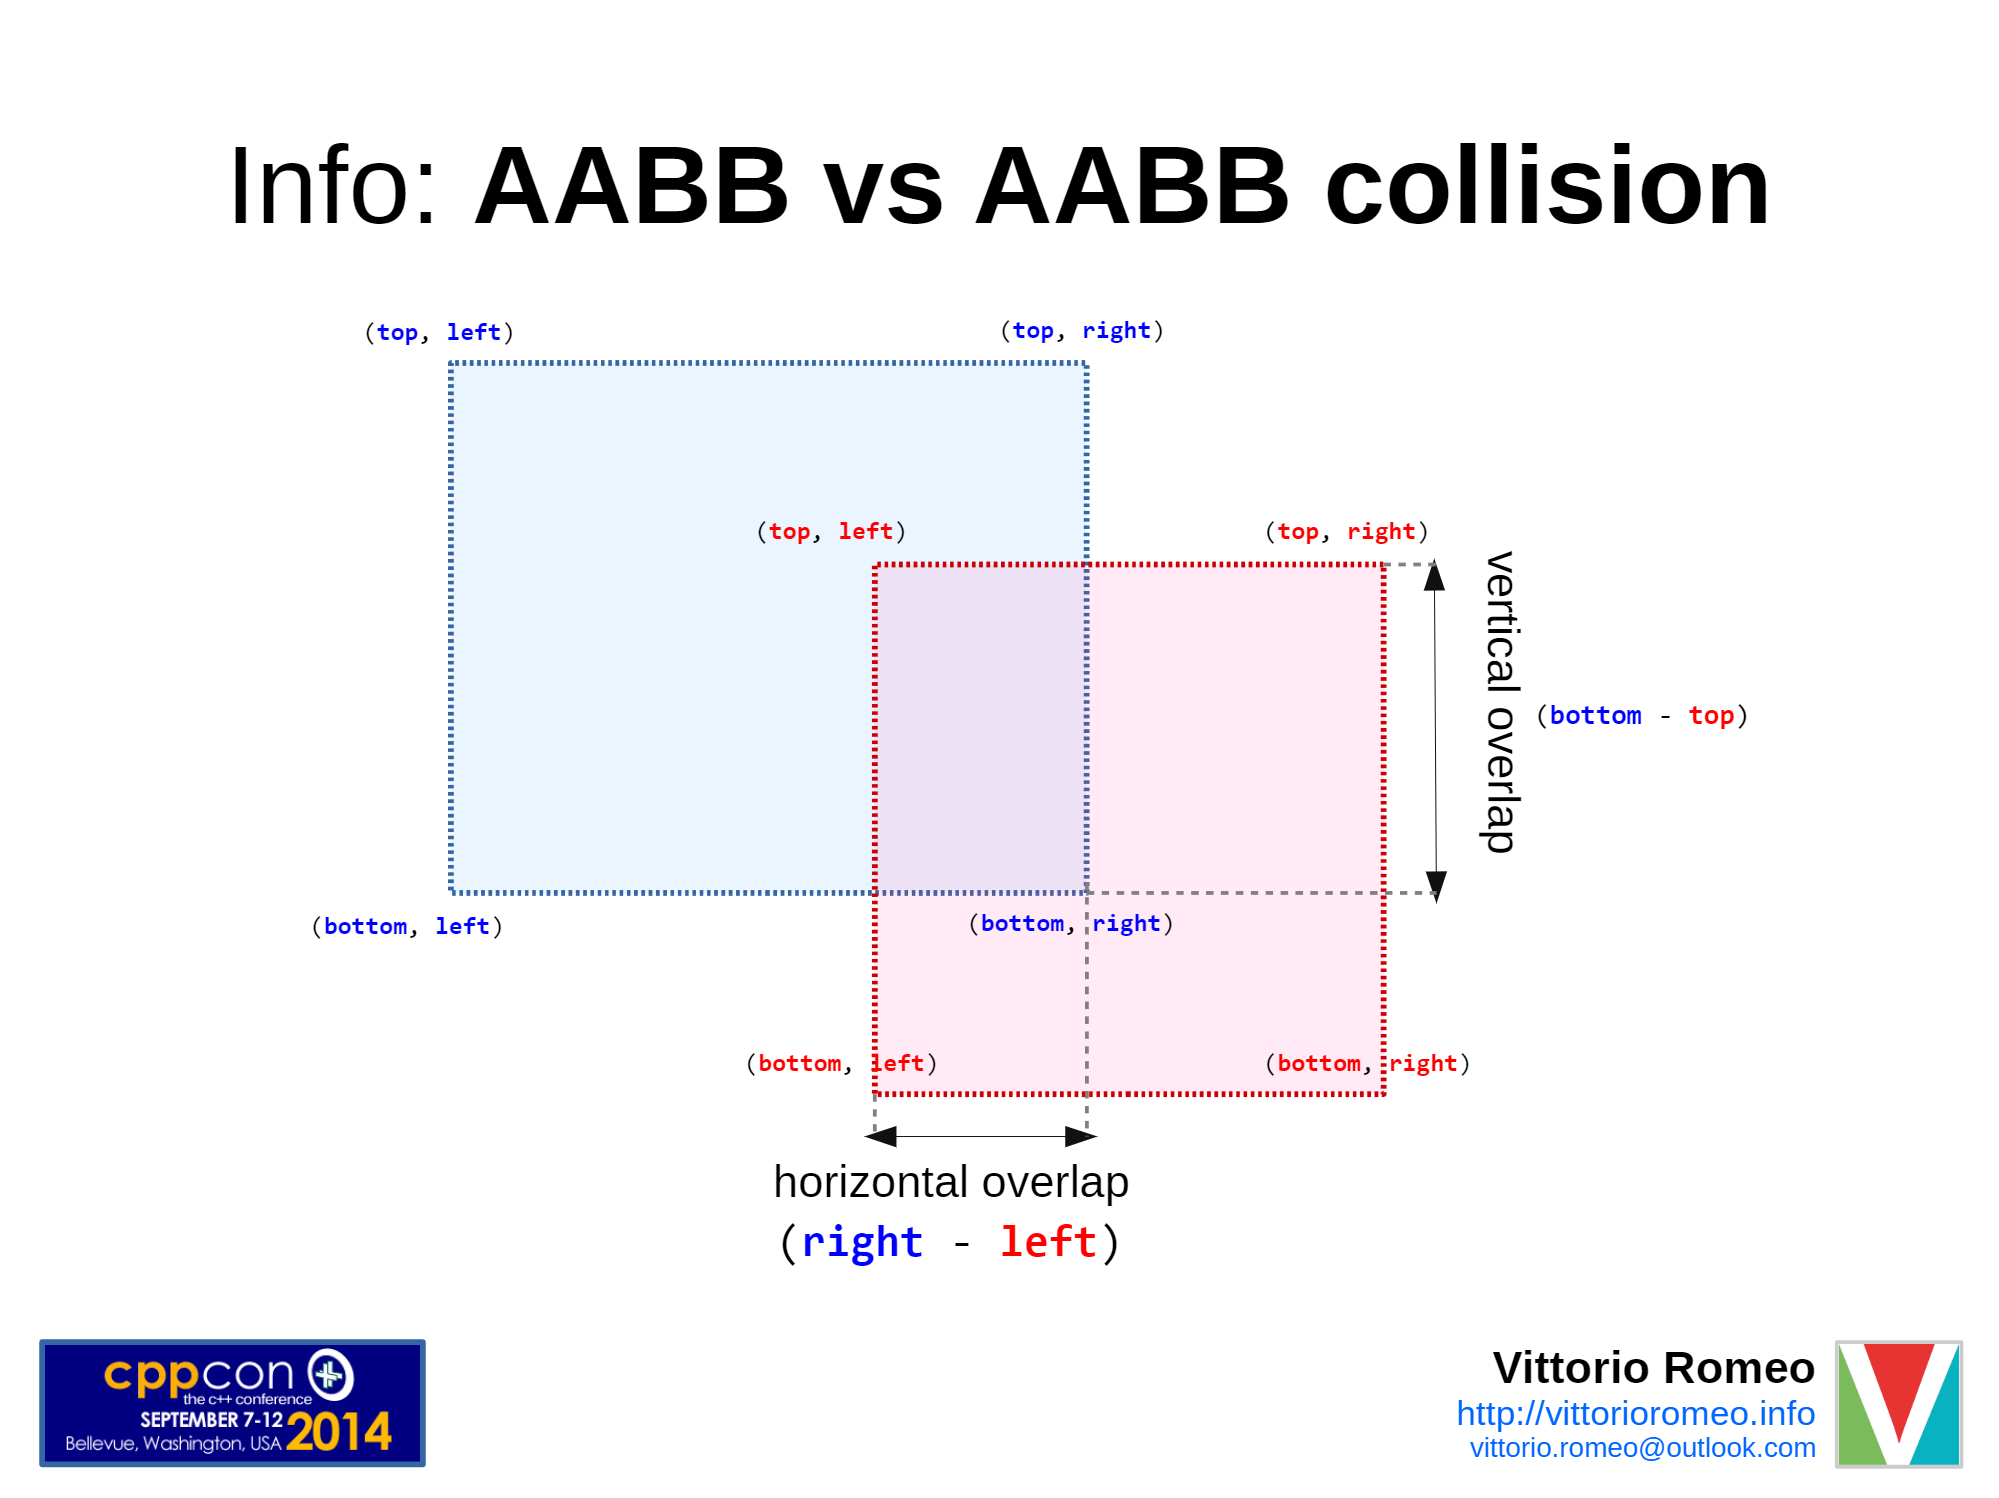 Info: AABB vs AABB collision
(top, left)
(top, right)
(top, left)
(top, right)
vertical overlap
(bottom - top)
(bottom, left)
(bottom, right)
(bottom, left)
(bottom, right)
horizontal overlap
(right - left)
cppcon
the c++ conference
SEPTEMBER 7-12
Bellevue, Washington, USA 2014
Vittorio Romeo
http://vittorioromeo.info
vittorio.romeo@outlook.com